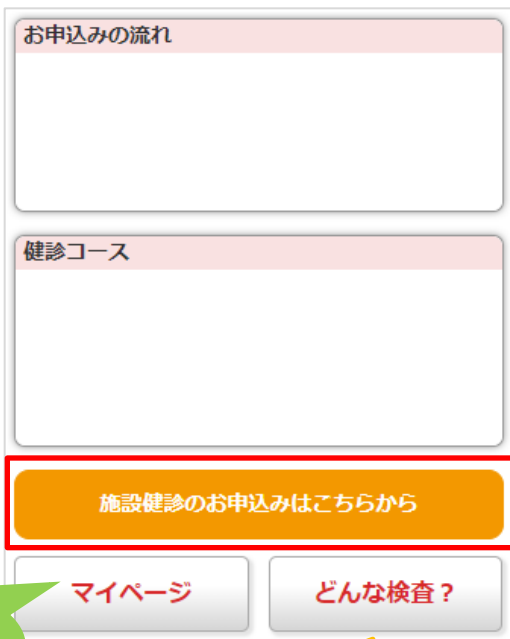 お申込みの流れ
健診コース
施設健診のお申込みはこちらから
マイページ
どんな検査？